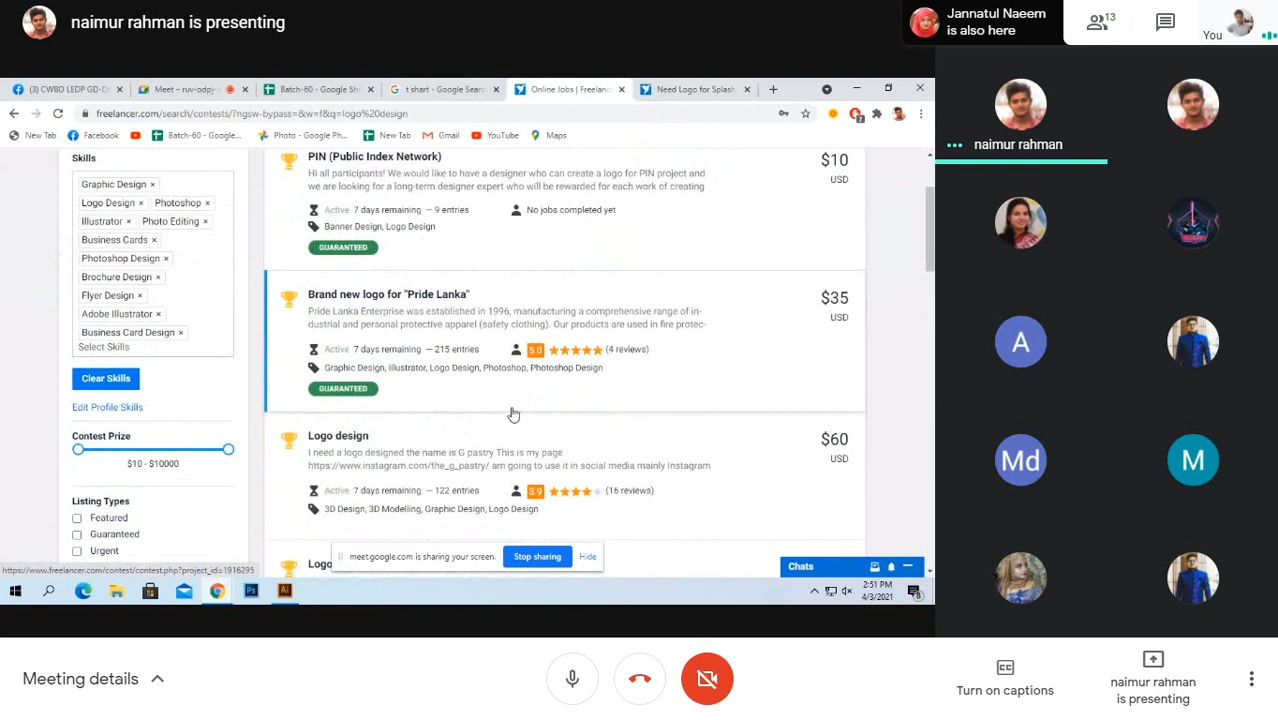 naimur rahman is presenting
Jannatul Naeem
is also here
13
You
(3) CWBD LEDP GD-D
Meet – ruv-odpj-
Batch-60 - Google Sh
t shart - Google Searc
Online Jobs | Freelanc
Need Logo for Splash
freelancer.com/search/contests/?ngsw-bypass=&w=f&q=logo%20design
New Tab
Facebook
Batch-60 - Google...
Photo - Google Ph...
New Tab
Gmail
YouTube
Maps
Skills
Graphic Design ×
Logo Design × Photoshop ×
Illustrator × Photo Editing ×
Business Cards ×
Photoshop Design ×
Brochure Design ×
Flyer Design ×
Adobe Illustrator ×
Business Card Design ×
Select Skills
Clear Skills
Edit Profile Skills
Contest Prize
$10 - $10000
Listing Types
Featured
Guaranteed
Urgent
PIN (Public Index Network)
$10
USD
Hi all participants! We would like to have a designer who can create a logo for PIN project and
we are looking for a long-term designer expert who will be rewarded for each work of creating
Active 7 days remaining – 9 entries
No jobs completed yet
Banner Design, Logo Design
GUARANTEED
Brand new logo for "Pride Lanka"
$35
USD
Pride Lanka Enterprise was established in 1996, manufacturing a comprehensive range of in-
dustrial and personal protective apparel (safety clothing). Our products are used in fire protec-
Active 7 days remaining – 215 entries
5.0 (4 reviews)
Graphic Design, Illustrator, Logo Design, Photoshop, Photoshop Design
GUARANTEED
Logo design
$60
USD
I need a logo designed the name is G pastry This is my page
https://www.instagram.com/the_g_pastry/ am going to use it in social media mainly Instagram
Active 7 days remaining – 122 entries
8.9 (16 reviews)
3D Design, 3D Modelling, Graphic Design, Logo Design
Logo
meet.google.com is sharing your screen.
Stop sharing
Hide
Chats
https://www.freelancer.com/contest/contest.php?project_id=1916295
2:51 PM
4/3/2021
naimur rahman
A
Md
M
Meeting details
Turn on captions
naimur rahman
is presenting